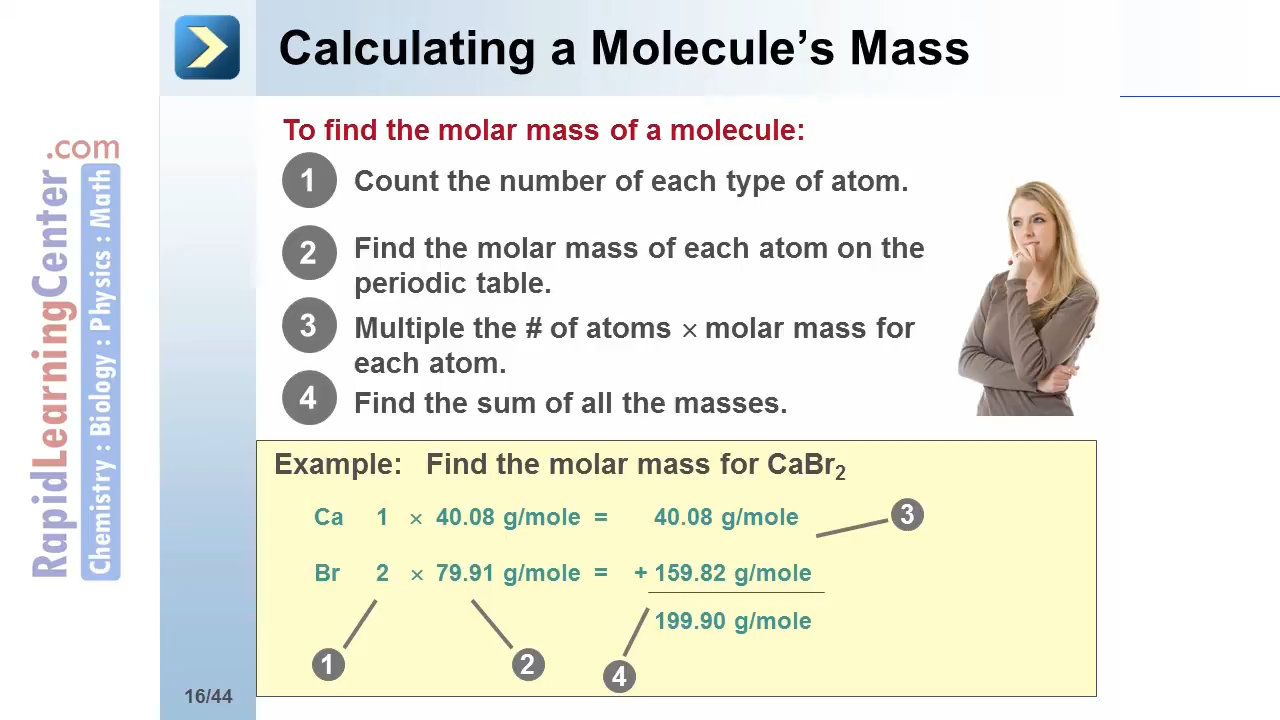 Calculating a Molecule’s Mass
To find the molar mass of a molecule:
1 Count the number of each type of atom.
2 Find the molar mass of each atom on the
periodic table.
3 Multiple the # of atoms × molar mass for
each atom.
4 Find the sum of all the masses.
Example: Find the molar mass for CaBr₂
Ca 1 × 40.08 g/mole = 40.08 g/mole
3
Br 2 × 79.91 g/mole = + 159.82 g/mole
199.90 g/mole
1 2 4
16/44
RapidLearningCenter.com
Chemistry : Biology : Physics : Math